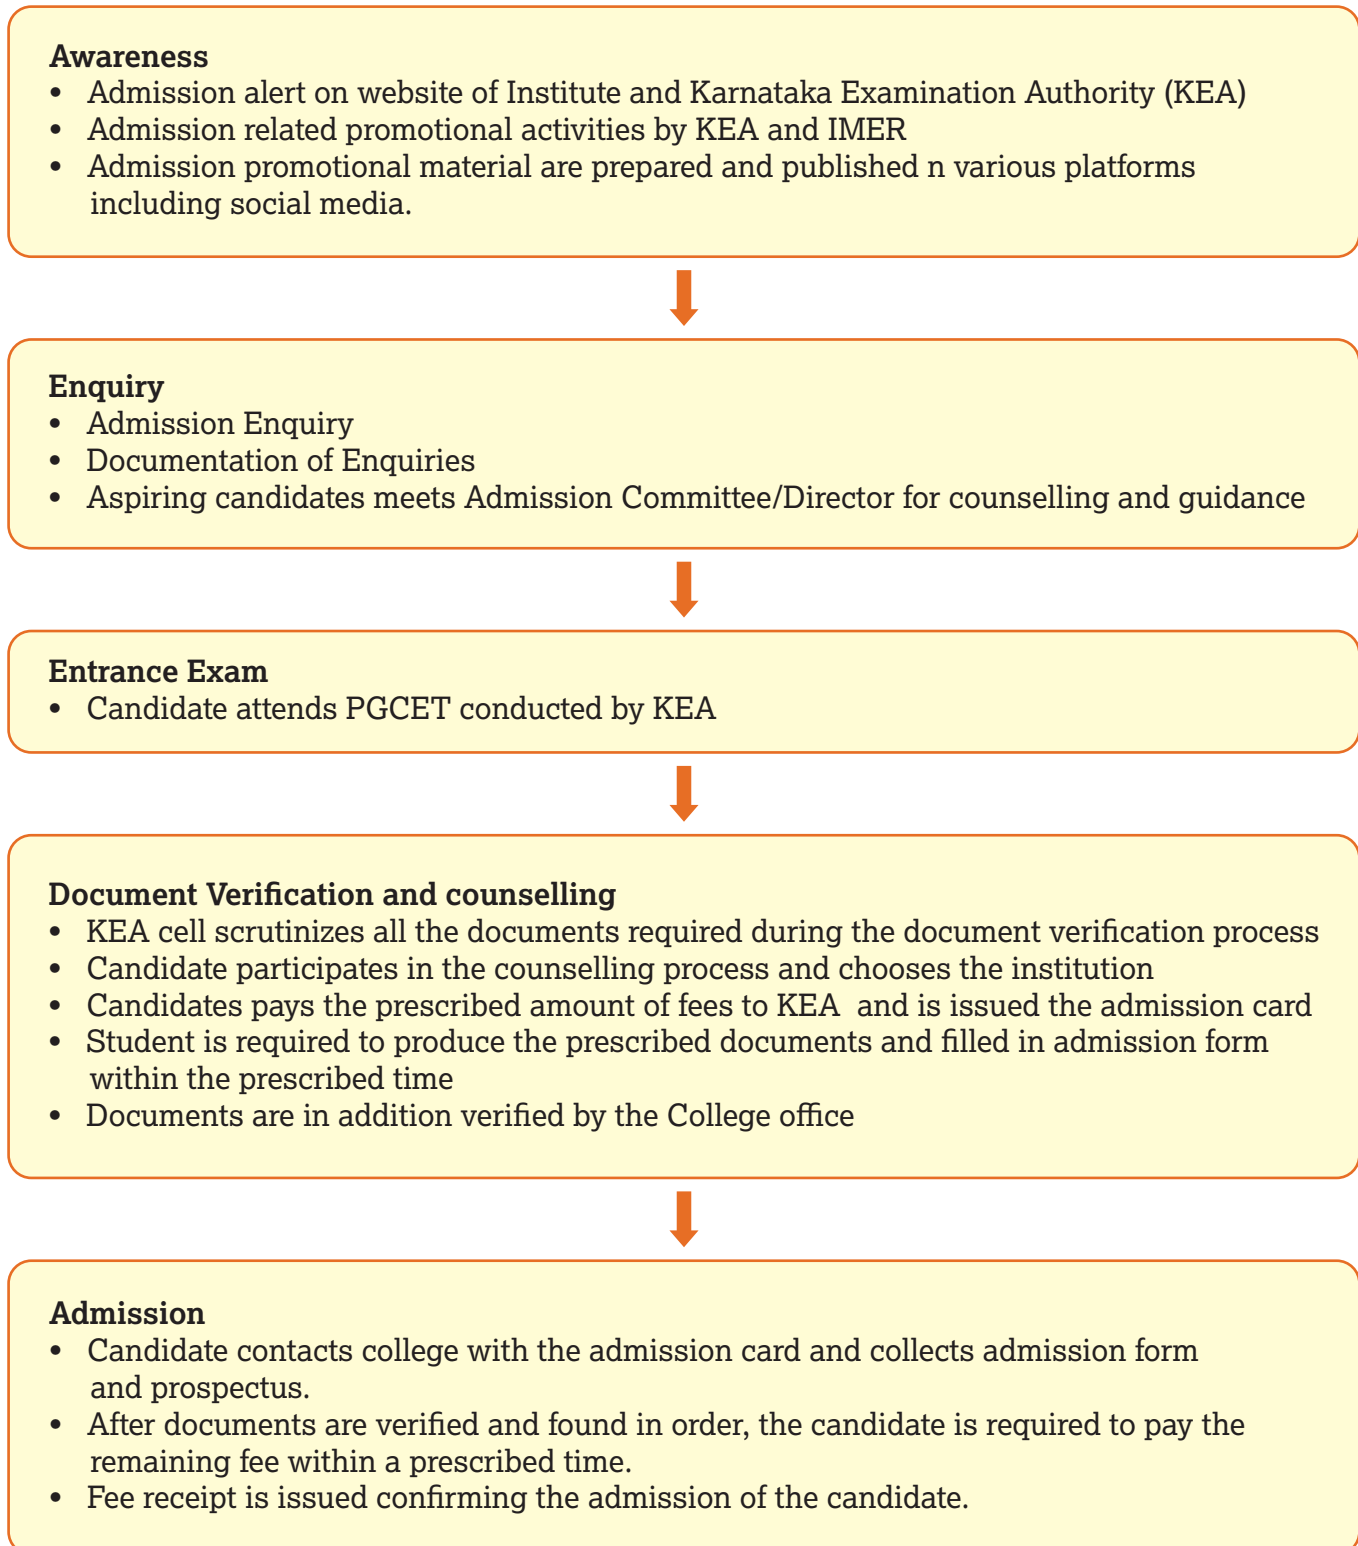 Awareness
• Admission alert on website of Institute and Karnataka Examination Authority (KEA)
• Admission related promotional activities by KEA and IMER
• Admission promotional material are prepared and published n various platforms
including social media.
Enquiry
• Admission Enquiry
• Documentation of Enquiries
• Aspiring candidates meets Admission Committee/Director for counselling and guidance
Entrance Exam
• Candidate attends PGCET conducted by KEA
Document Verification and counselling
• KEA cell scrutinizes all the documents required during the document verification process
• Candidate participates in the counselling process and chooses the institution
• Candidates pays the prescribed amount of fees to KEA and is issued the admission card
• Student is required to produce the prescribed documents and filled in admission form
within the prescribed time
• Documents are in addition verified by the College office
Admission
• Candidate contacts college with the admission card and collects admission form
and prospectus.
• After documents are verified and found in order, the candidate is required to pay the
remaining fee within a prescribed time.
• Fee receipt is issued confirming the admission of the candidate.